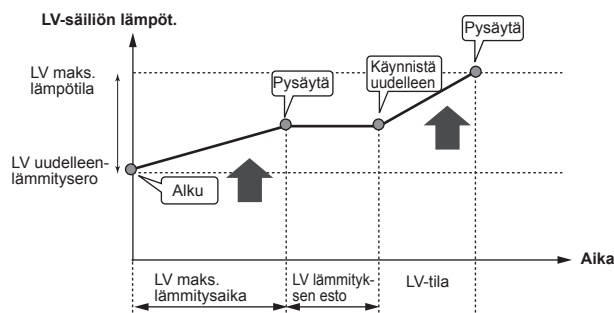 LV-säiliön lämpöt.
Pysäytä
LV maks.
lämpötila
Käynnistä
uudelleen
Pysäytä
LV uudelleen-
lämmitysero
Alku
Aika
LV maks.
lämmitysaika
LV lämmityk-
sen esto
LV-tila